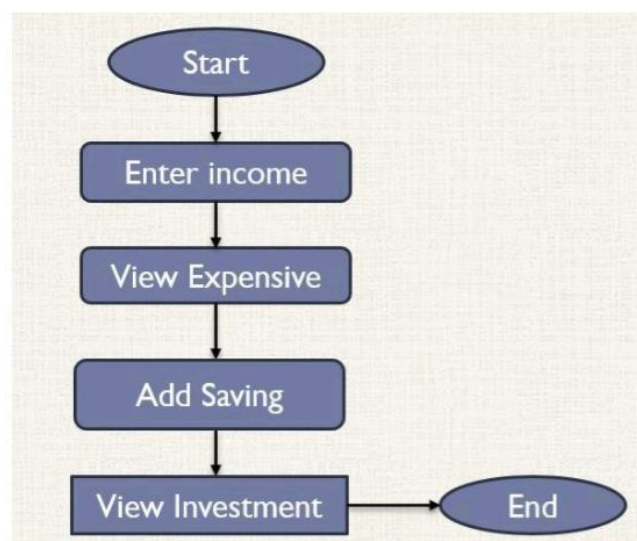 Start
Enter income
View Expensive
Add Saving
View Investment
End